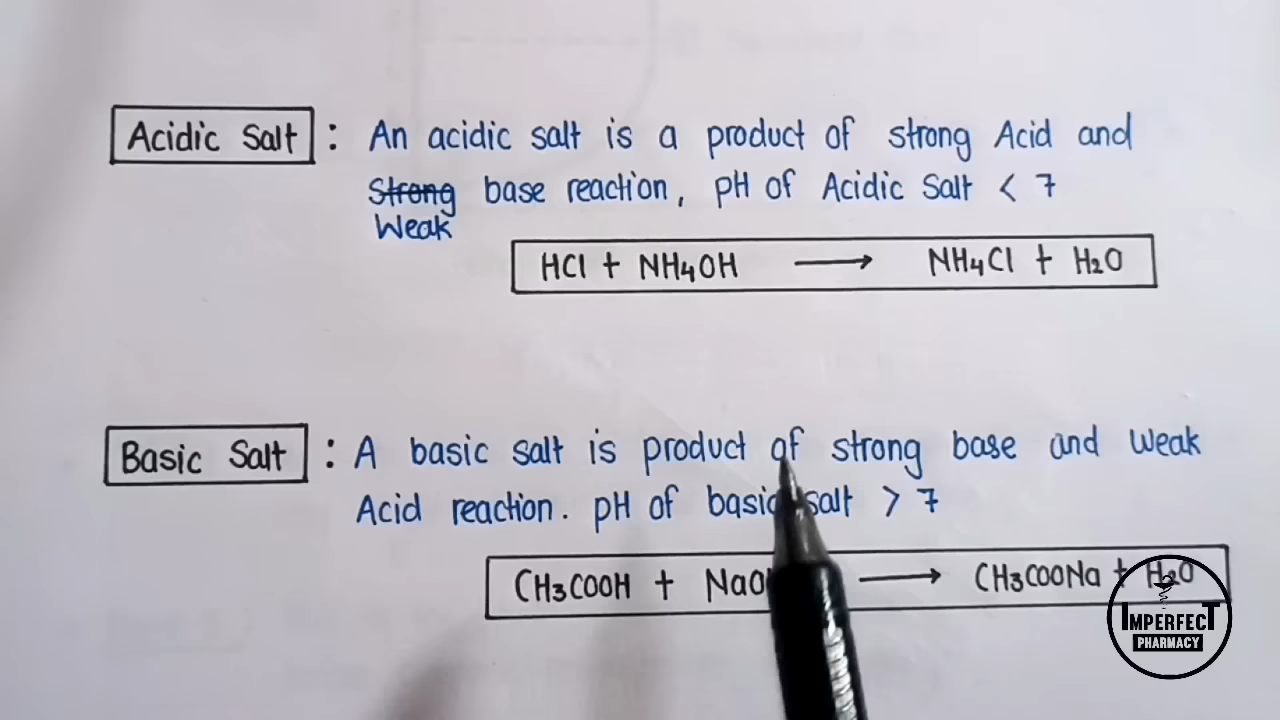 Acidic Salt : An acidic salt is a product of strong Acid and
Strong base reaction, pH of Acidic Salt < 7
Weak
HCl + NH₄OH ⟶ NH₄Cl + H₂O
Basic Salt : A basic salt is product of strong base and Weak
Acid reaction. pH of basic salt > 7
CH₃COOH + NaO ⟶ CH₃COONa + H₂O
IMPERFECT
PHARMACY